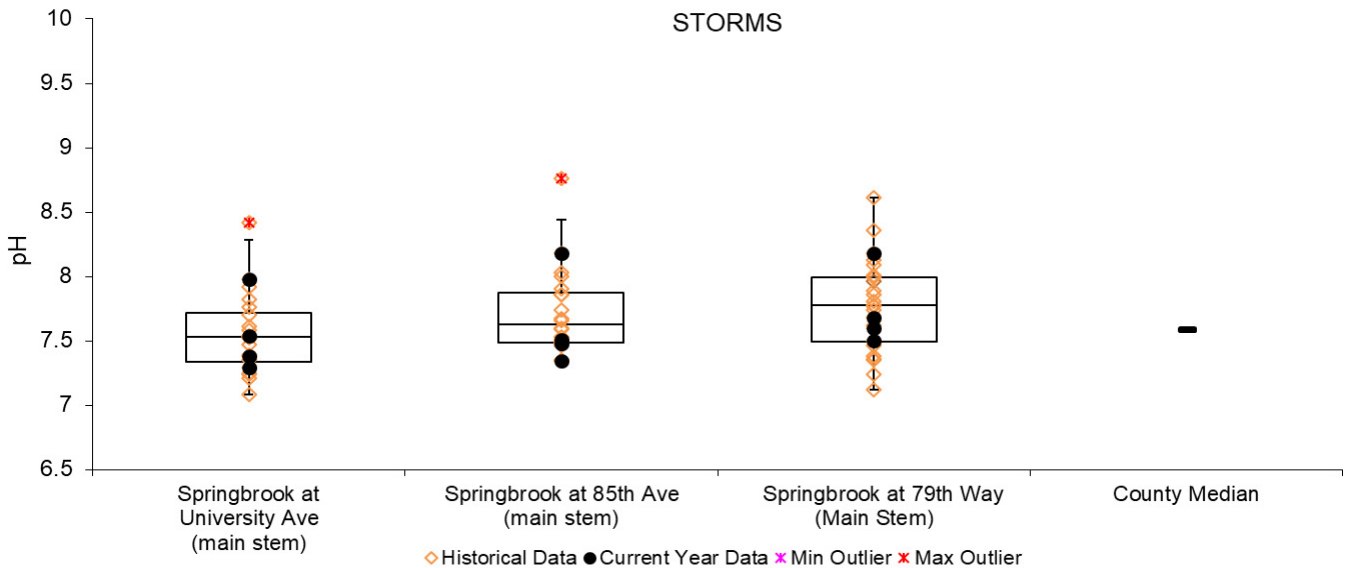 STORMS
10
9.5
9
8.5
8
7.5
7
6.5
pH
Springbrook at
University Ave
(main stem)
Springbrook at 85th Ave
(main stem)
Springbrook at 79th Way
(Main Stem)
County Median
Historical Data Current Year Data Min Outlier Max Outlier